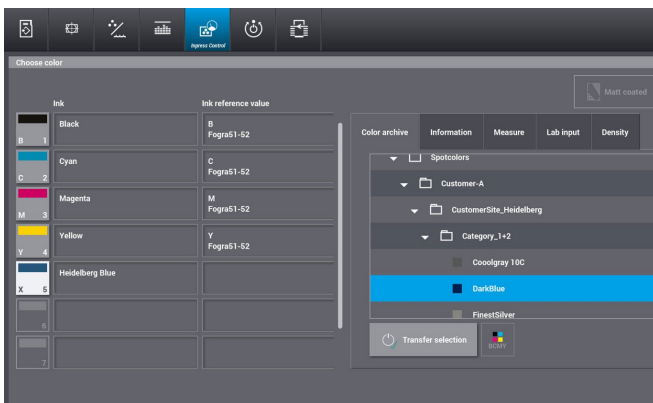 Inpress Control
Choose color
Matt coated
Ink
Ink reference value
B 1
Black
B
Fogra51-52
C 2
Cyan
C
Fogra51-52
M 3
Magenta
M
Fogra51-52
Y 4
Yellow
Y
Fogra51-52
X 5
Heidelberg Blue
6
7
Color archive
Information
Measure
Lab input
Density
Spotcolors
Customer-A
CustomerSite_Heidelberg
Category_1+2
Cooolgray 10C
DarkBlue
FinestSilver
Transfer selection
BCMY